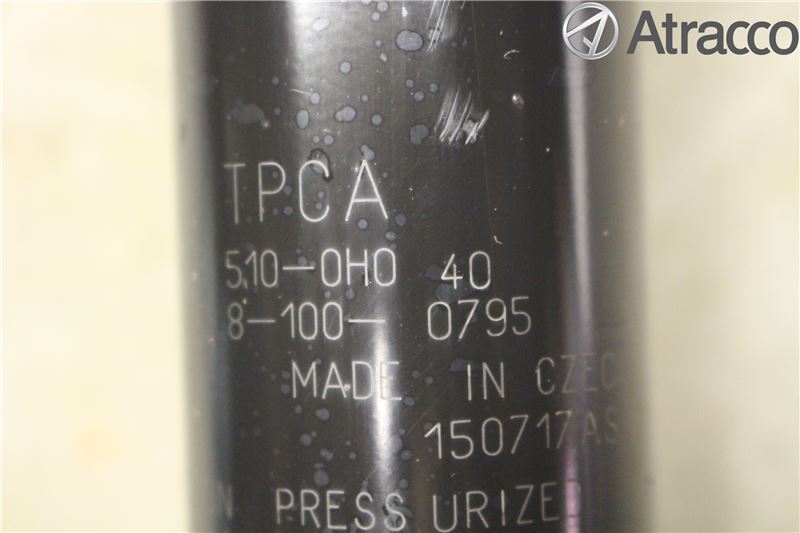 Atracco
TPCA
510-0H0 40
8-100- 0795
MADE IN CZEC
150717AS
N PRESS URIZED